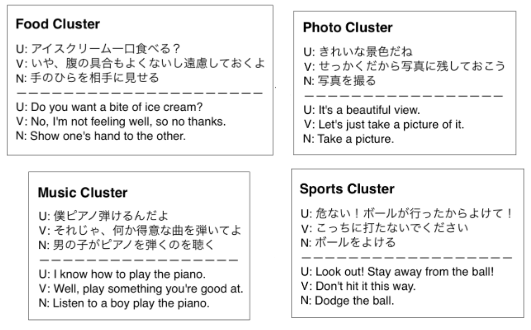 Food Cluster
U: アイスクリーム一口食べる？
V: いや、腹の具合もよくないし遠慮しておくよ
N: 手のひらを相手に見せる
U: Do you want a bite of ice cream?
V: No, I'm not feeling well, so no thanks.
N: Show one's hand to the other.
Photo Cluster
U: きれいな景色だね
V: せっかくだから写真に残しておこう
N: 写真を撮る
U: It's a beautiful view.
V: Let's just take a picture of it.
N: Take a picture.
Music Cluster
U: 僕ピアノ弾けるんだよ
V: それじゃ、何か得意な曲を弾いてよ
N: 男の子がピアノを弾くのを聴く
U: I know how to play the piano.
V: Well, play something you're good at.
N: Listen to a boy play the piano.
Sports Cluster
U: 危ない！ボールが行ったからよけて！
V: こっちに打たないでください
N: ボールをよける
U: Look out! Stay away from the ball!
V: Don't hit it this way.
N: Dodge the ball.